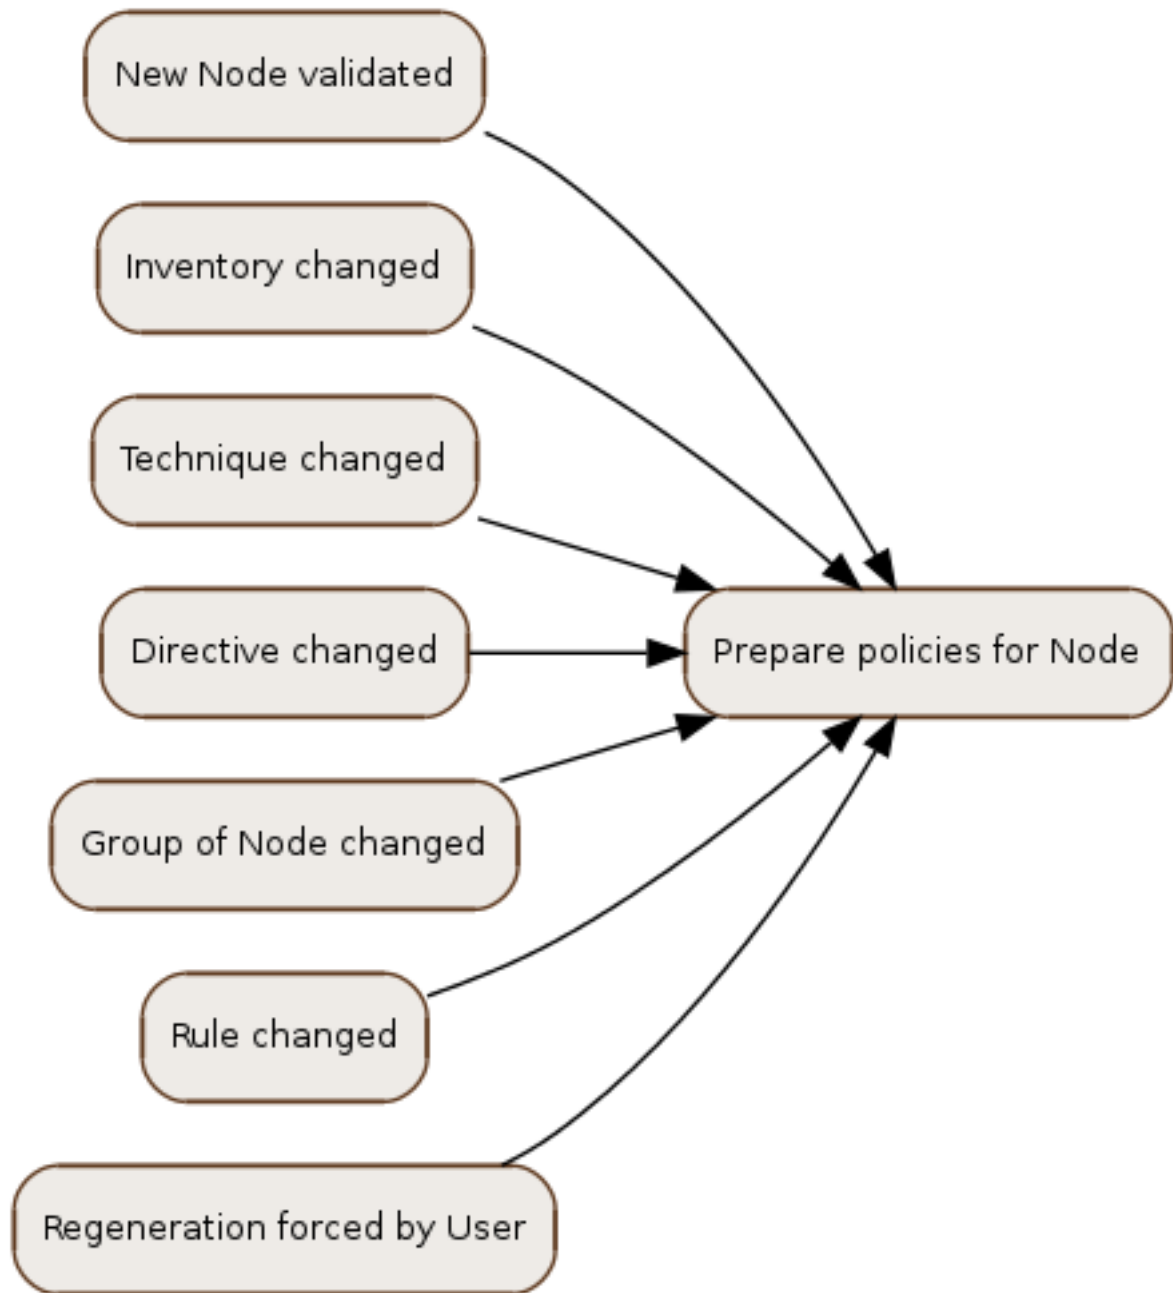 New Node validated
Inventory changed
Technique changed
Directive changed
Prepare policies for Node
Group of Node changed
Rule changed
Regeneration forced by User